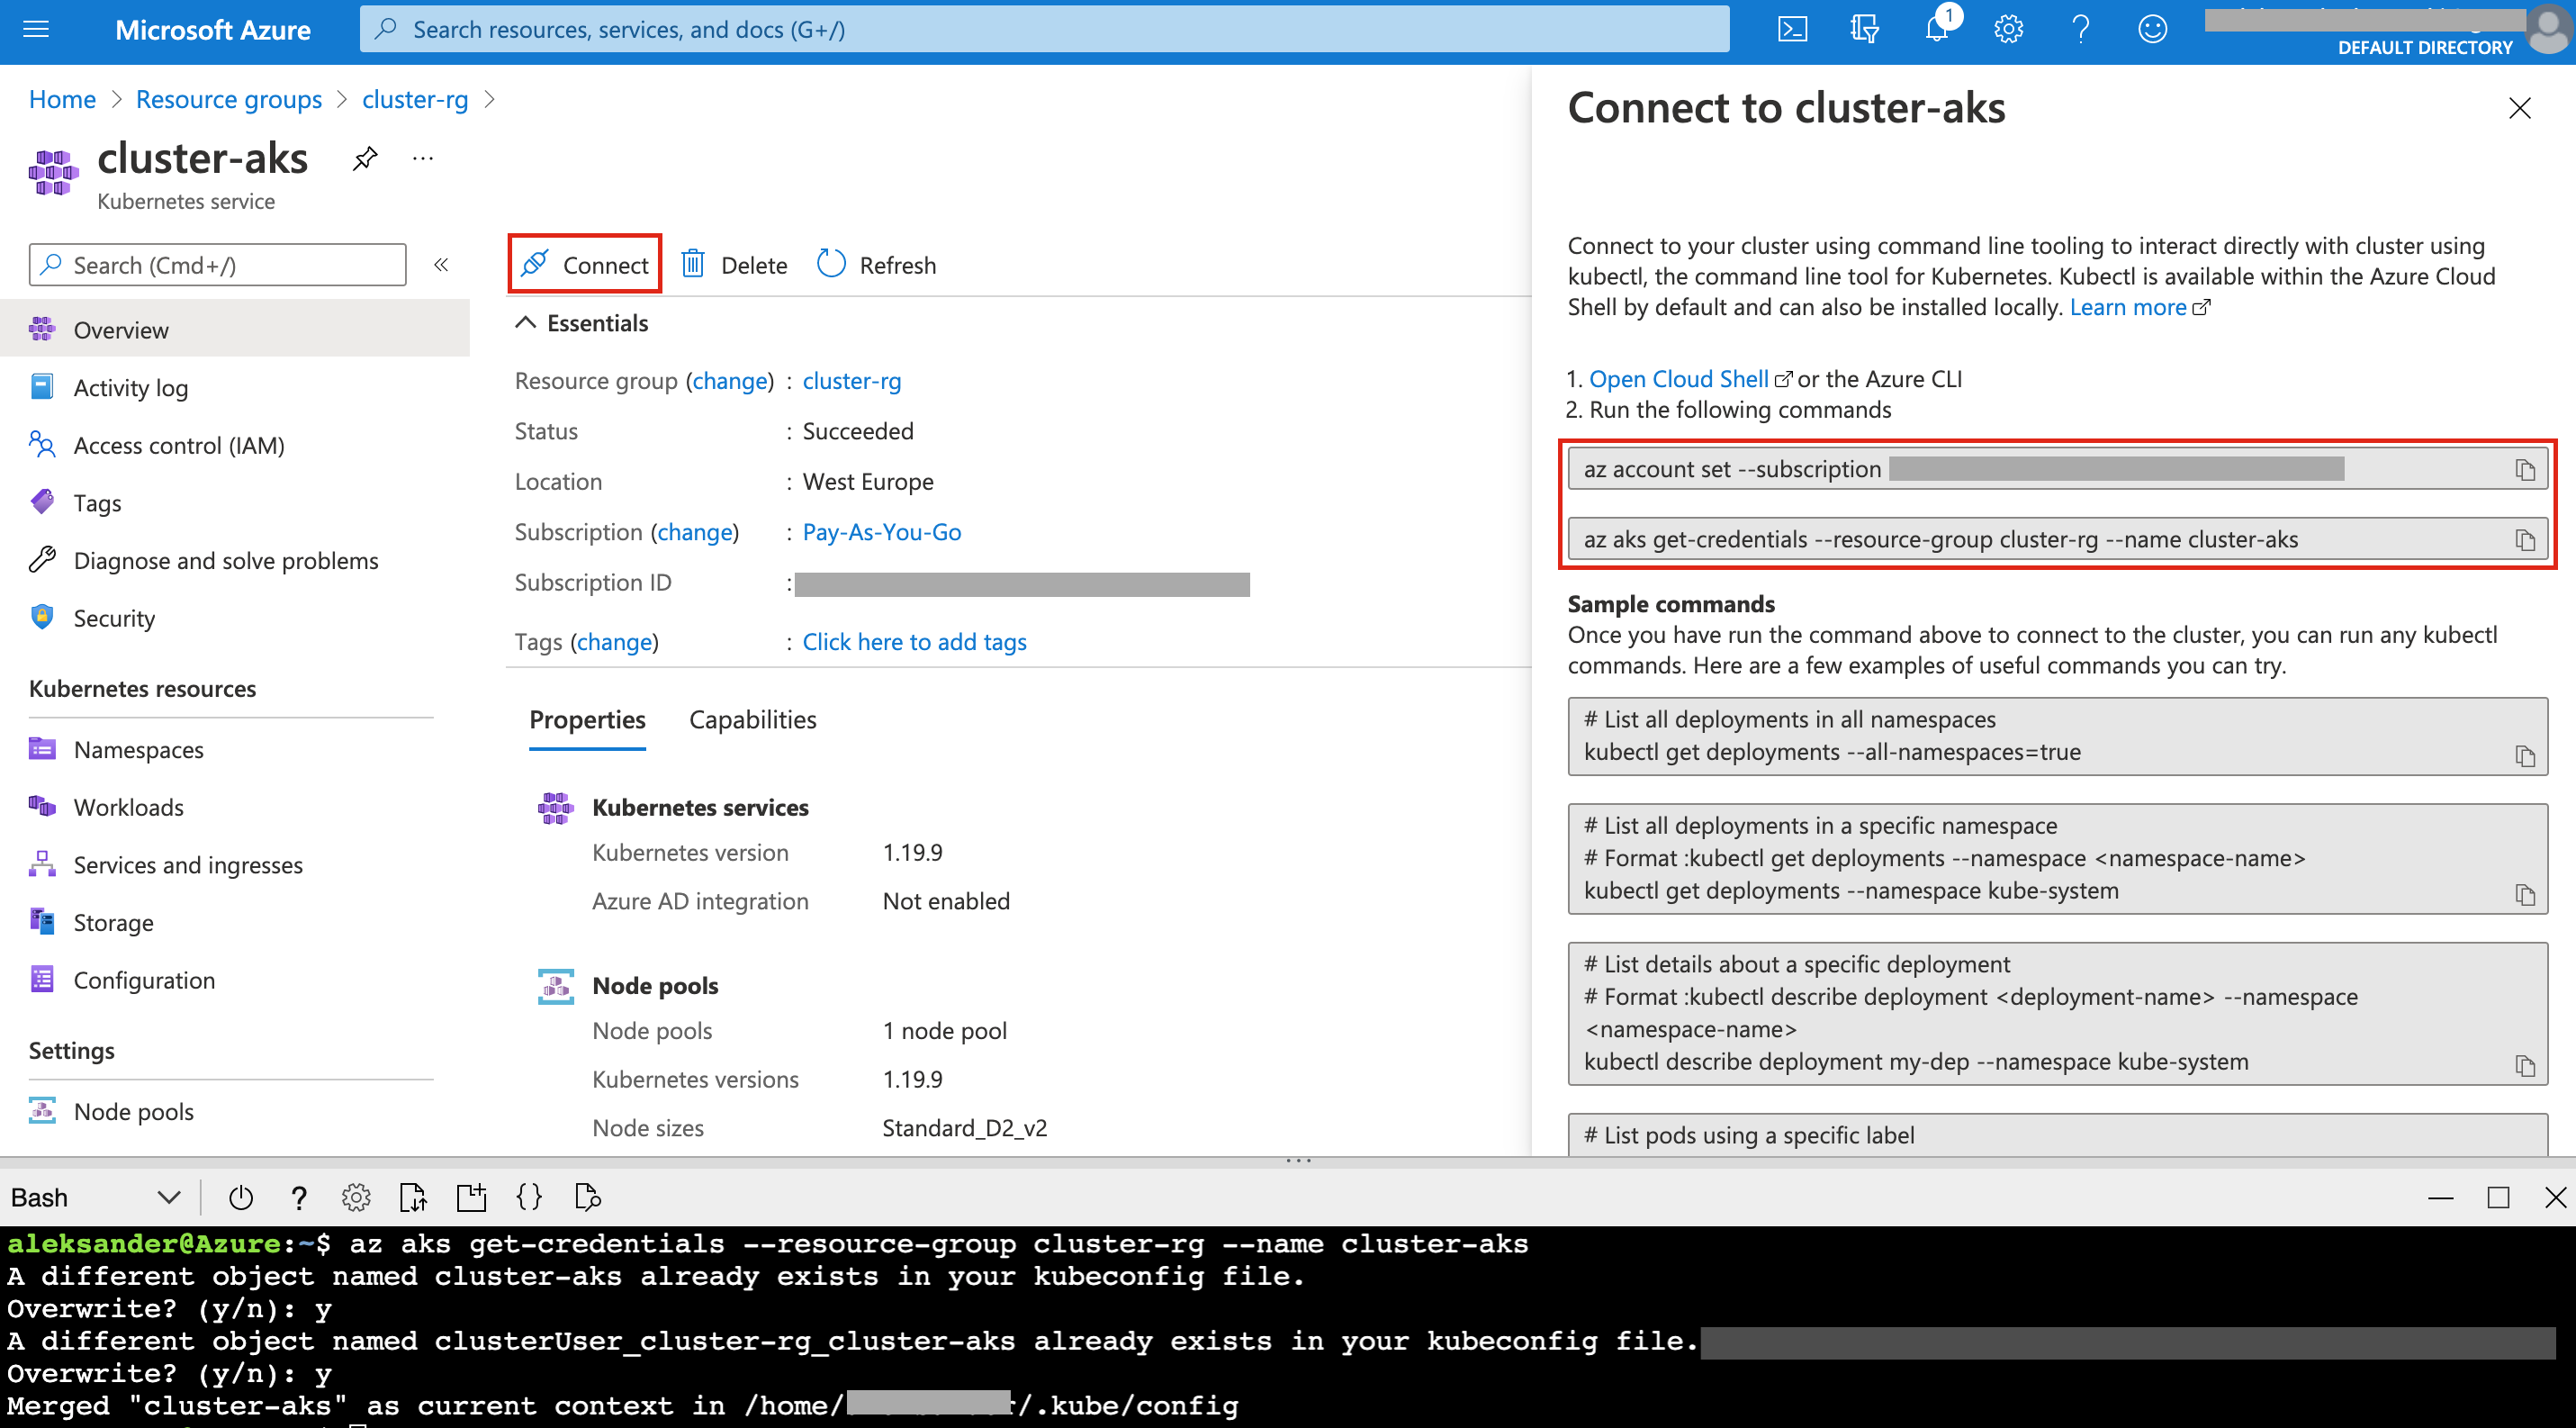 Microsoft Azure
Search resources, services, and docs (G+/)
1
DEFAULT DIRECTORY
Home > Resource groups > cluster-rg >
cluster-aks
...
Kubernetes service
Search (Cmd+/)
«
Overview
Activity log
Access control (IAM)
Tags
Diagnose and solve problems
Security
Kubernetes resources
Namespaces
Workloads
Services and ingresses
Storage
Configuration
Settings
Node pools
Connect
Delete
Refresh
Essentials
Resource group (change) : cluster-rg
Status : Succeeded
Location : West Europe
Subscription (change) : Pay-As-You-Go
Subscription ID :
Tags (change) : Click here to add tags
Properties
Capabilities
Kubernetes services
Kubernetes version 1.19.9
Azure AD integration Not enabled
Node pools
Node pools 1 node pool
Kubernetes versions 1.19.9
Node sizes Standard_D2_v2
Connect to cluster-aks
Connect to your cluster using command line tooling to interact directly with cluster using
kubectl, the command line tool for Kubernetes. Kubectl is available within the Azure Cloud
Shell by default and can also be installed locally. Learn more
1. Open Cloud Shell or the Azure CLI
2. Run the following commands
az account set --subscription
az aks get-credentials --resource-group cluster-rg --name cluster-aks
Sample commands
Once you have run the command above to connect to the cluster, you can run any kubectl
commands. Here are a few examples of useful commands you can try.
# List all deployments in all namespaces
kubectl get deployments --all-namespaces=true
# List all deployments in a specific namespace
# Format :kubectl get deployments --namespace <namespace-name>
kubectl get deployments --namespace kube-system
# List details about a specific deployment
# Format :kubectl describe deployment <deployment-name> --namespace
<namespace-name>
kubectl describe deployment my-dep --namespace kube-system
# List pods using a specific label
Bash
aleksander@Azure:~$ az aks get-credentials --resource-group cluster-rg --name cluster-aks
A different object named cluster-aks already exists in your kubeconfig file.
Overwrite? (y/n): y
A different object named clusterUser_cluster-rg_cluster-aks already exists in your kubeconfig file.
Overwrite? (y/n): y
Merged "cluster-aks" as current context in /home/ /.kube/config